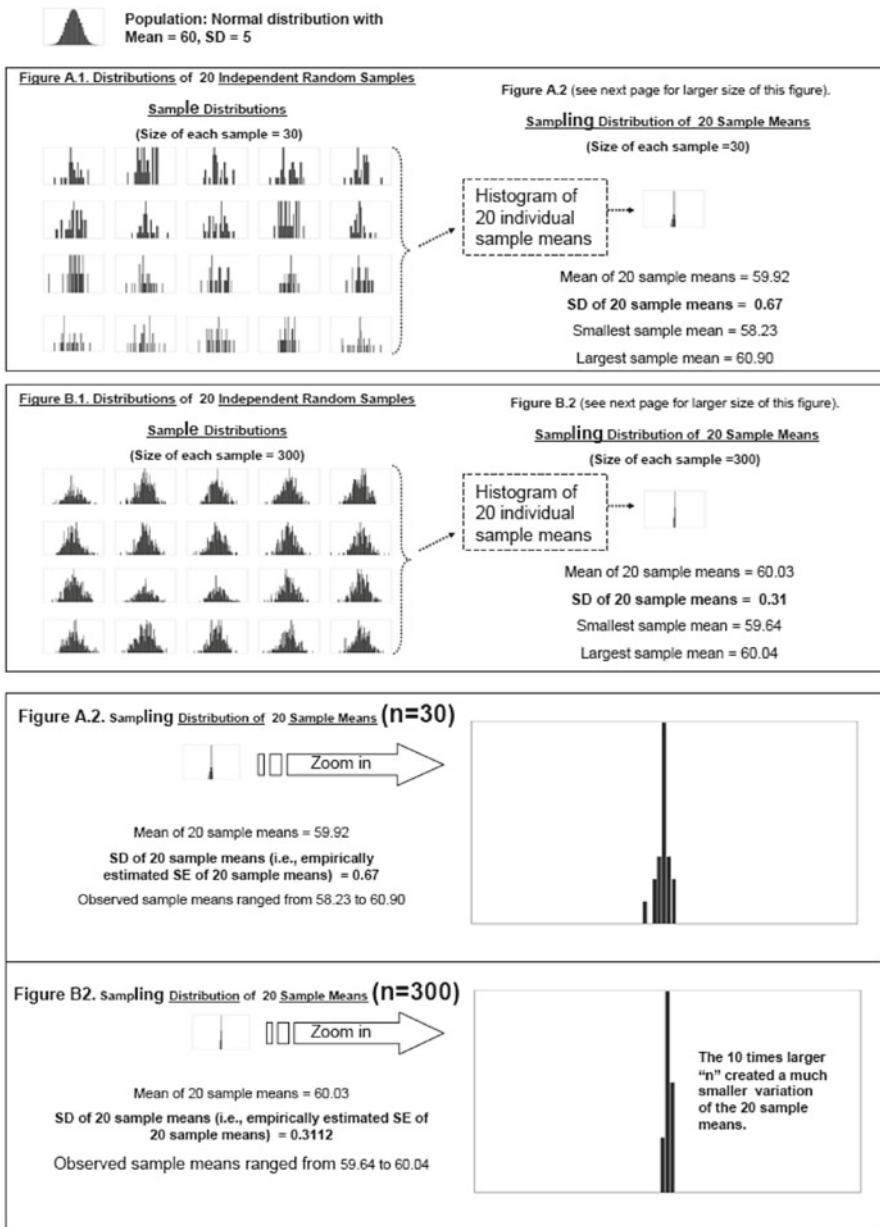 Population: Normal distribution with
Mean = 60, SD = 5
Figure A.1. Distributions of 20 Independent Random Samples
Sample Distributions
(Size of each sample = 30)
Figure A.2 (see next page for larger size of this figure).
Sampling Distribution of 20 Sample Means
(Size of each sample =30)
Histogram of
20 individual
sample means
Mean of 20 sample means = 59.92
SD of 20 sample means = 0.67
Smallest sample mean = 58.23
Largest sample mean = 60.90
Figure B.1. Distributions of 20 Independent Random Samples
Sample Distributions
(Size of each sample = 300)
Figure B.2 (see next page for larger size of this figure).
Sampling Distribution of 20 Sample Means
(Size of each sample =300)
Histogram of
20 individual
sample means
Mean of 20 sample means = 60.03
SD of 20 sample means = 0.31
Smallest sample mean = 59.64
Largest sample mean = 60.04
Figure A.2. Sampling Distribution of 20 Sample Means (n=30)
Zoom in
Mean of 20 sample means = 59.92
SD of 20 sample means (i.e., empirically
estimated SE of 20 sample means) = 0.67
Observed sample means ranged from 58.23 to 60.90
Figure B2. Sampling Distribution of 20 Sample Means (n=300)
Zoom in
Mean of 20 sample means = 60.03
SD of 20 sample means (i.e., empirically estimated SE of
20 sample means) = 0.3112
Observed sample means ranged from 59.64 to 60.04
The 10 times larger
“n” created a much
smaller variation
of the 20 sample
means.